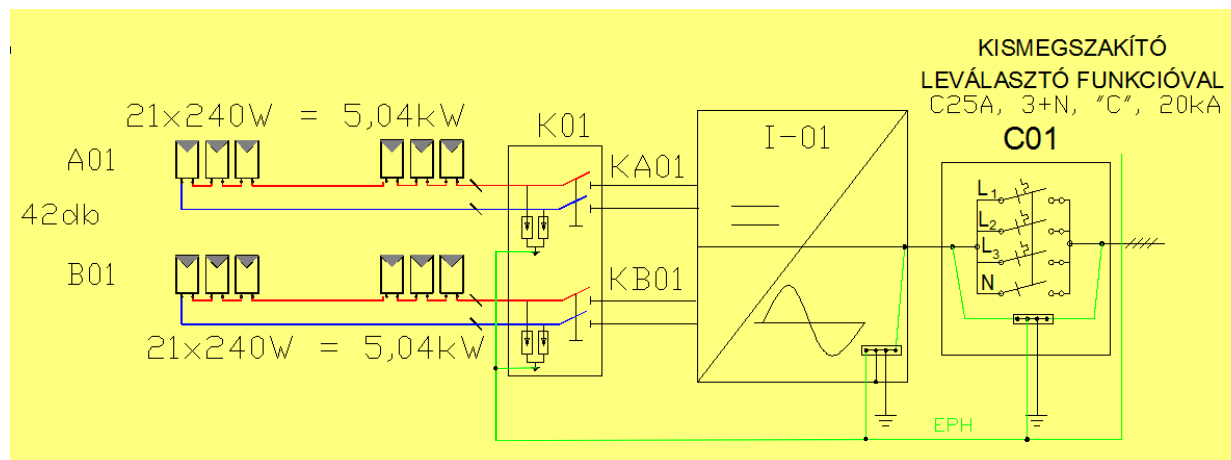 KISMEGSZAKÍTÓ
LEVÁLASZTÓ FUNKCIÓVAL
C25A, 3+N, "C", 20kA
C01
21x240W = 5,04kW
K01
I-01
A01
KA01
42db
L1
L2
L3
N
B01
KB01
21x240W = 5,04kW
EPH